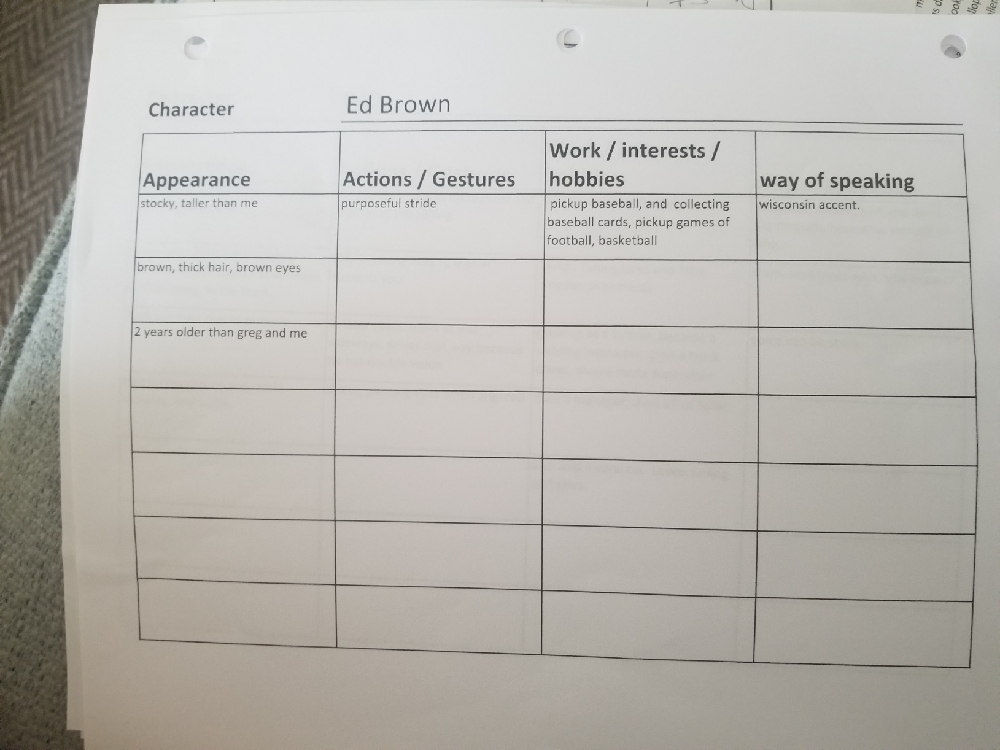 Character Ed Brown
Appearance Actions / Gestures Work / interests / hobbies way of speaking
stocky, taller than me purposeful stride pickup baseball, and collecting wisconsin accent.
baseball cards, pickup games of
football, basketball
brown, thick hair, brown eyes
2 years older than greg and me